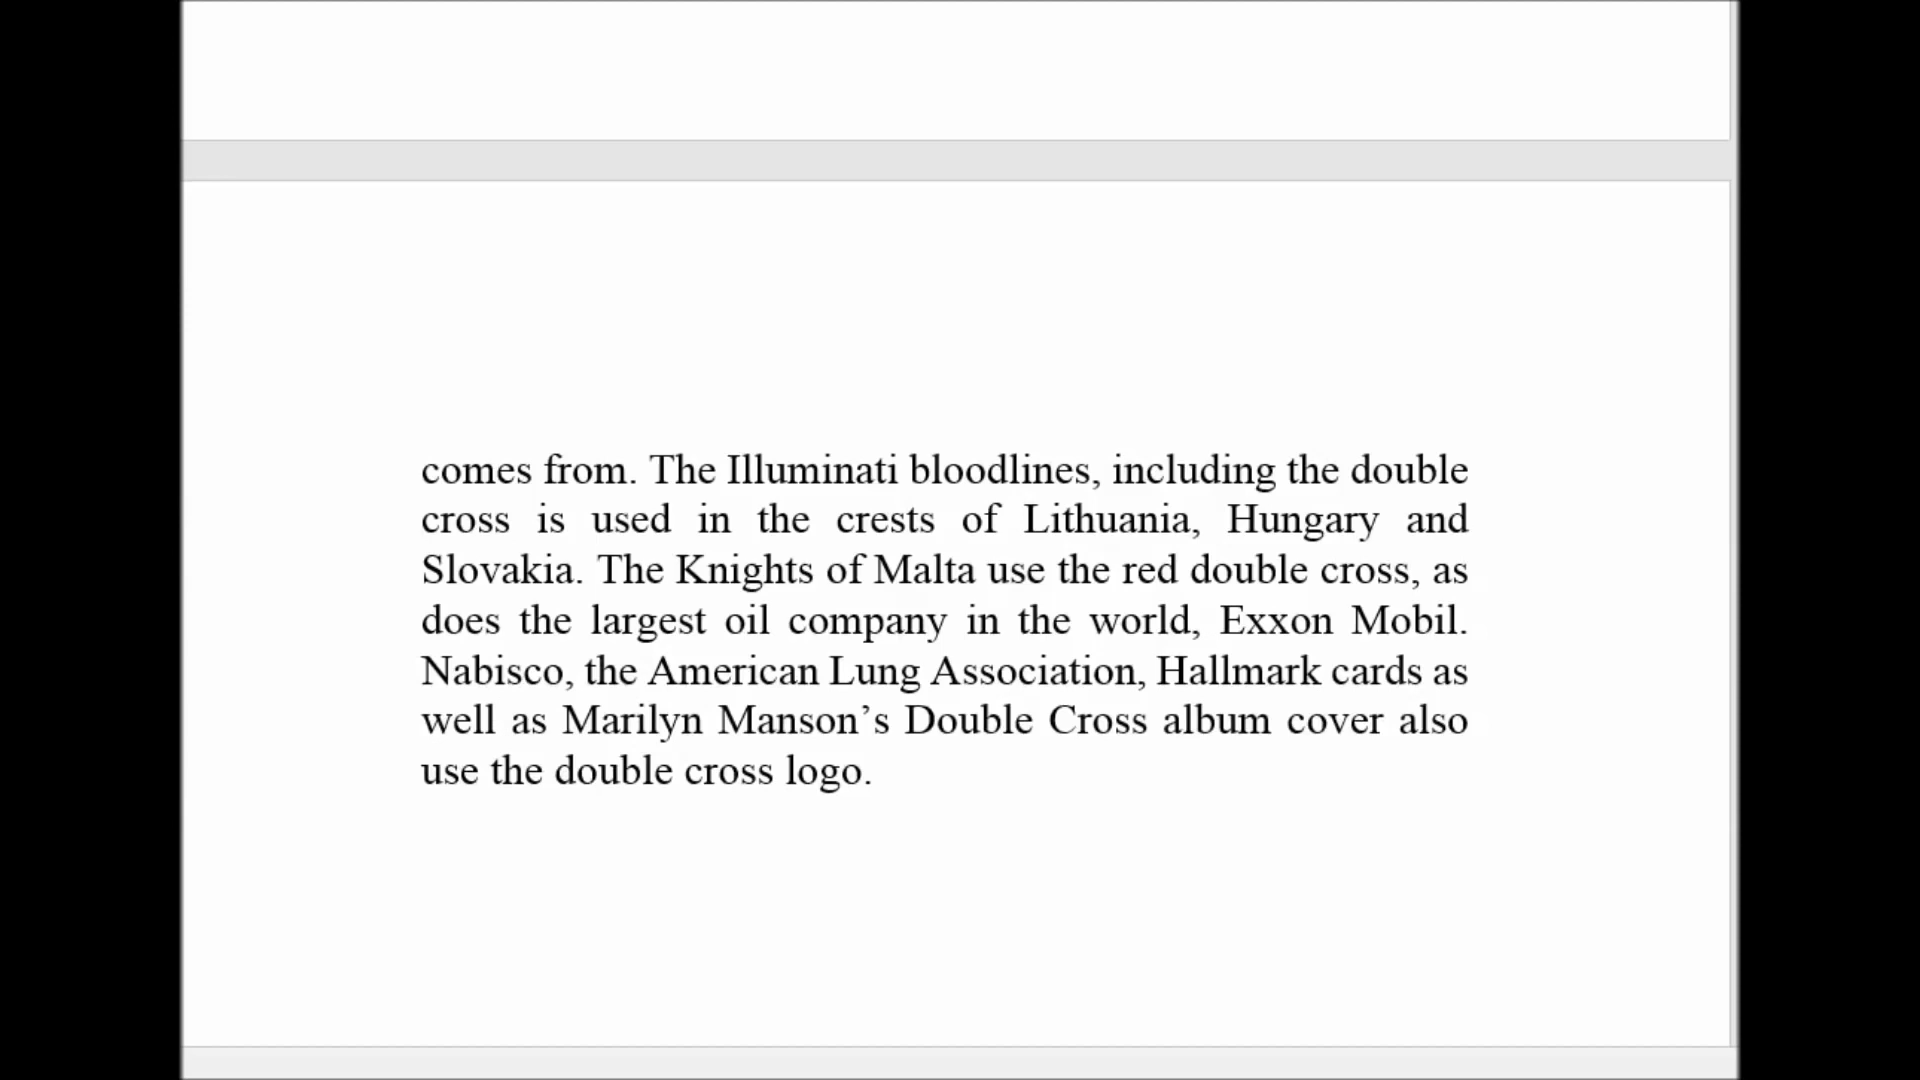 comes from. The Illuminati bloodlines, including the double
cross is used in the crests of Lithuania, Hungary and
Slovakia. The Knights of Malta use the red double cross, as
does the largest oil company in the world, Exxon Mobil.
Nabisco, the American Lung Association, Hallmark cards as
well as Marilyn Manson’s Double Cross album cover also
use the double cross logo.